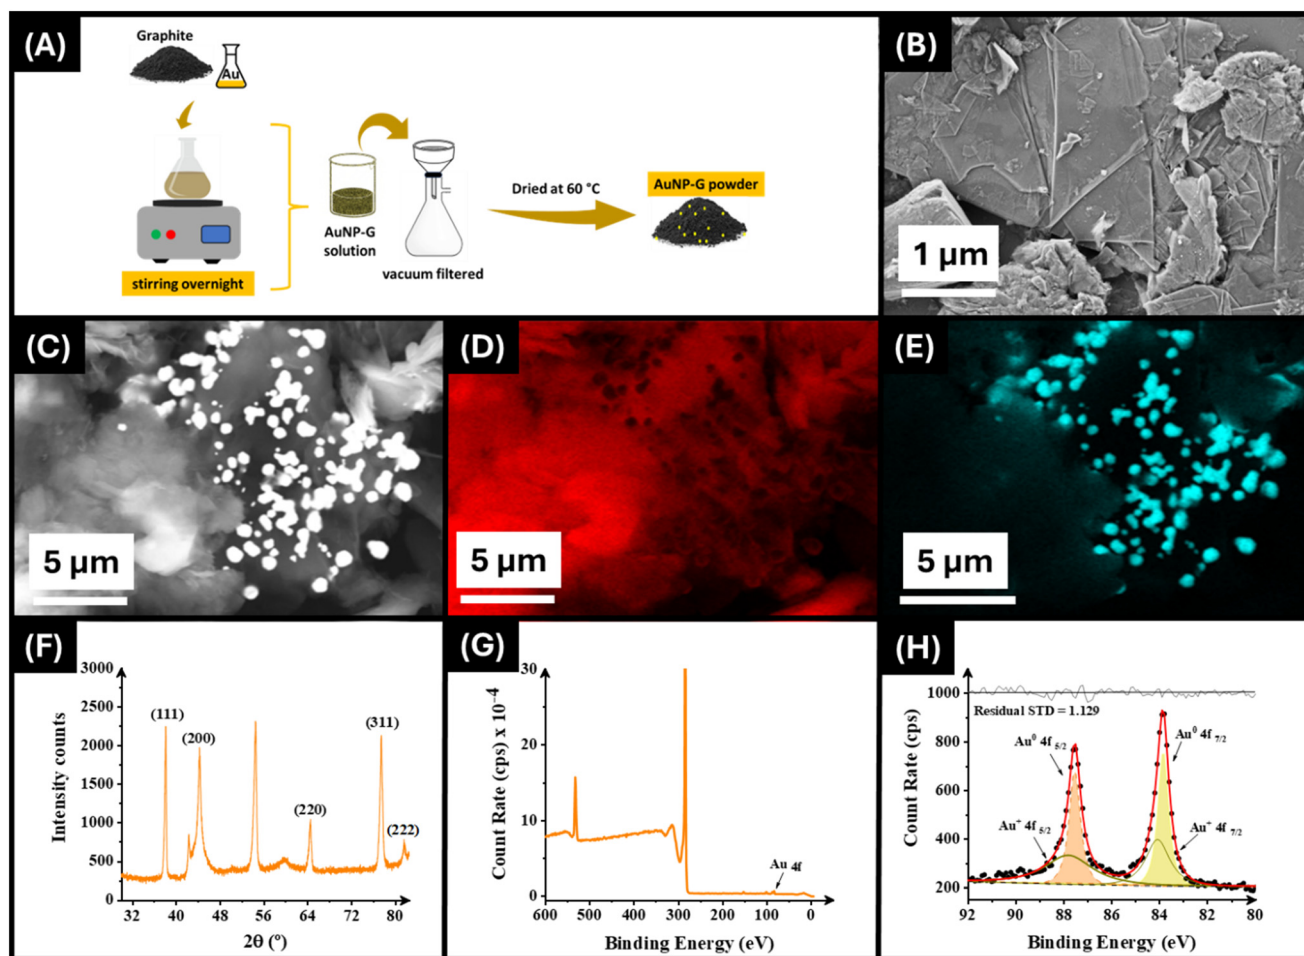 (A)
Graphite
Au
stirring overnight
AuNP-G
solution
vacuum filtered
Dried at 60 °C
AuNP-G powder
(B)
1 μm
(C)
5 μm
(D)
5 μm
(E)
5 μm
(F)
Intensity counts
3000
2500
2000
1500
1000
500
0
(111)
(200)
(220)
(311)
(222)
32 40 48 56 64 72 80
2θ (º)
(G)
Count Rate (cps) x 10⁻⁴
30
20
10
0
Au 4f
600 500 400 300 200 100 0
Binding Energy (eV)
(H)
Count Rate (cps)
1000
800
600
400
200
Residual STD = 1.129
Au⁰ 4f 5/2
Au⁰ 4f 7/2
Au⁺ 4f 5/2
Au⁺ 4f 7/2
92 90 88 86 84 82 80
Binding Energy (eV)